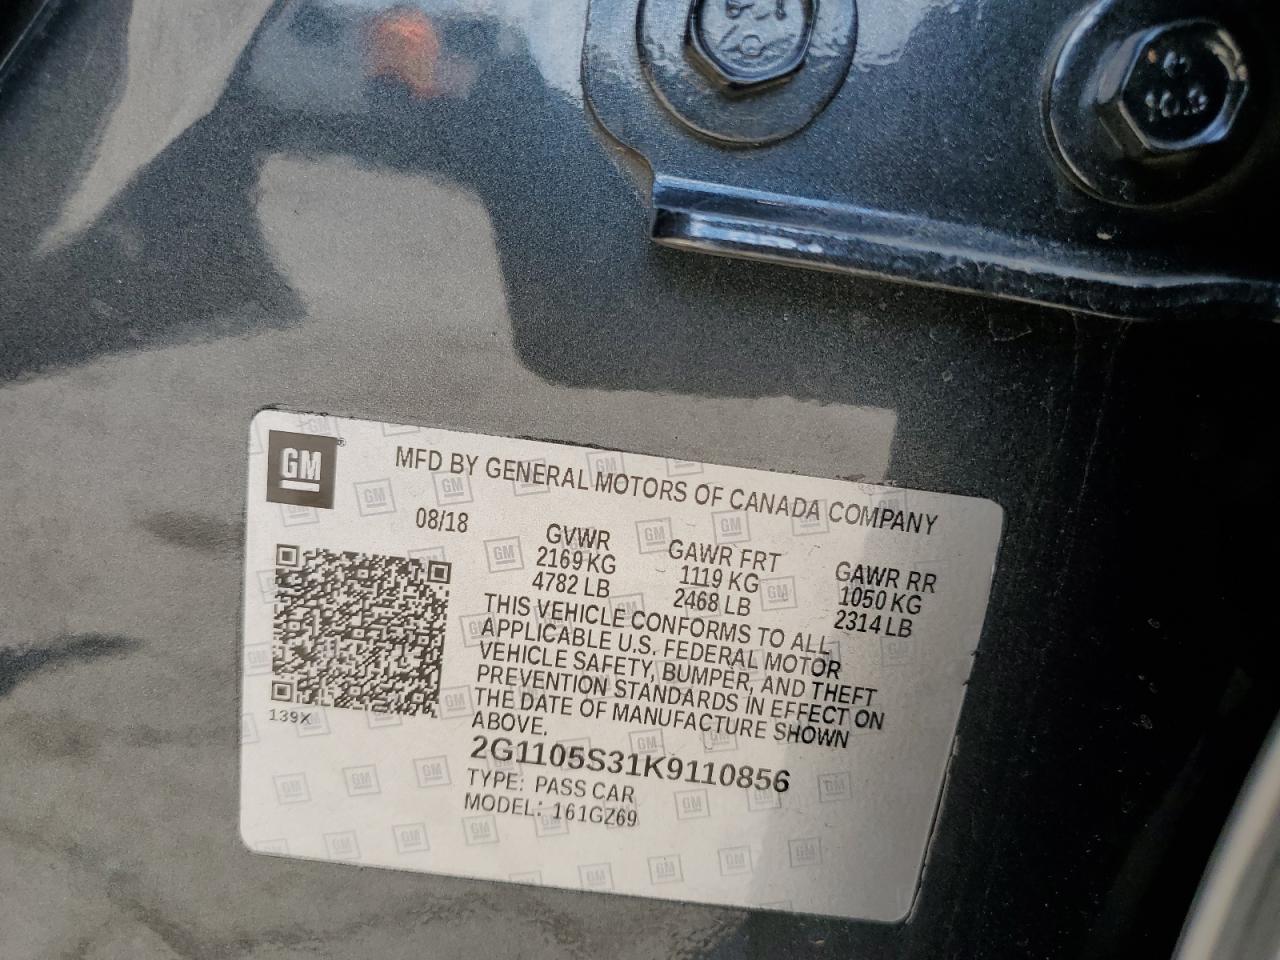 10.9
GM
MFD BY GENERAL MOTORS OF CANADA COMPANY
08/18
GVWR
2169 KG
4782 LB
GAWR FRT
1119 KG
2468 LB
GAWR RR
1050 KG
2314 LB
THIS VEHICLE CONFORMS TO ALL
APPLICABLE U.S. FEDERAL MOTOR
VEHICLE SAFETY, BUMPER, AND THEFT
PREVENTION STANDARDS IN EFFECT ON
THE DATE OF MANUFACTURE SHOWN
ABOVE.
139X
2G1105S31K9110856
TYPE: PASS CAR
MODEL: 161GZ69